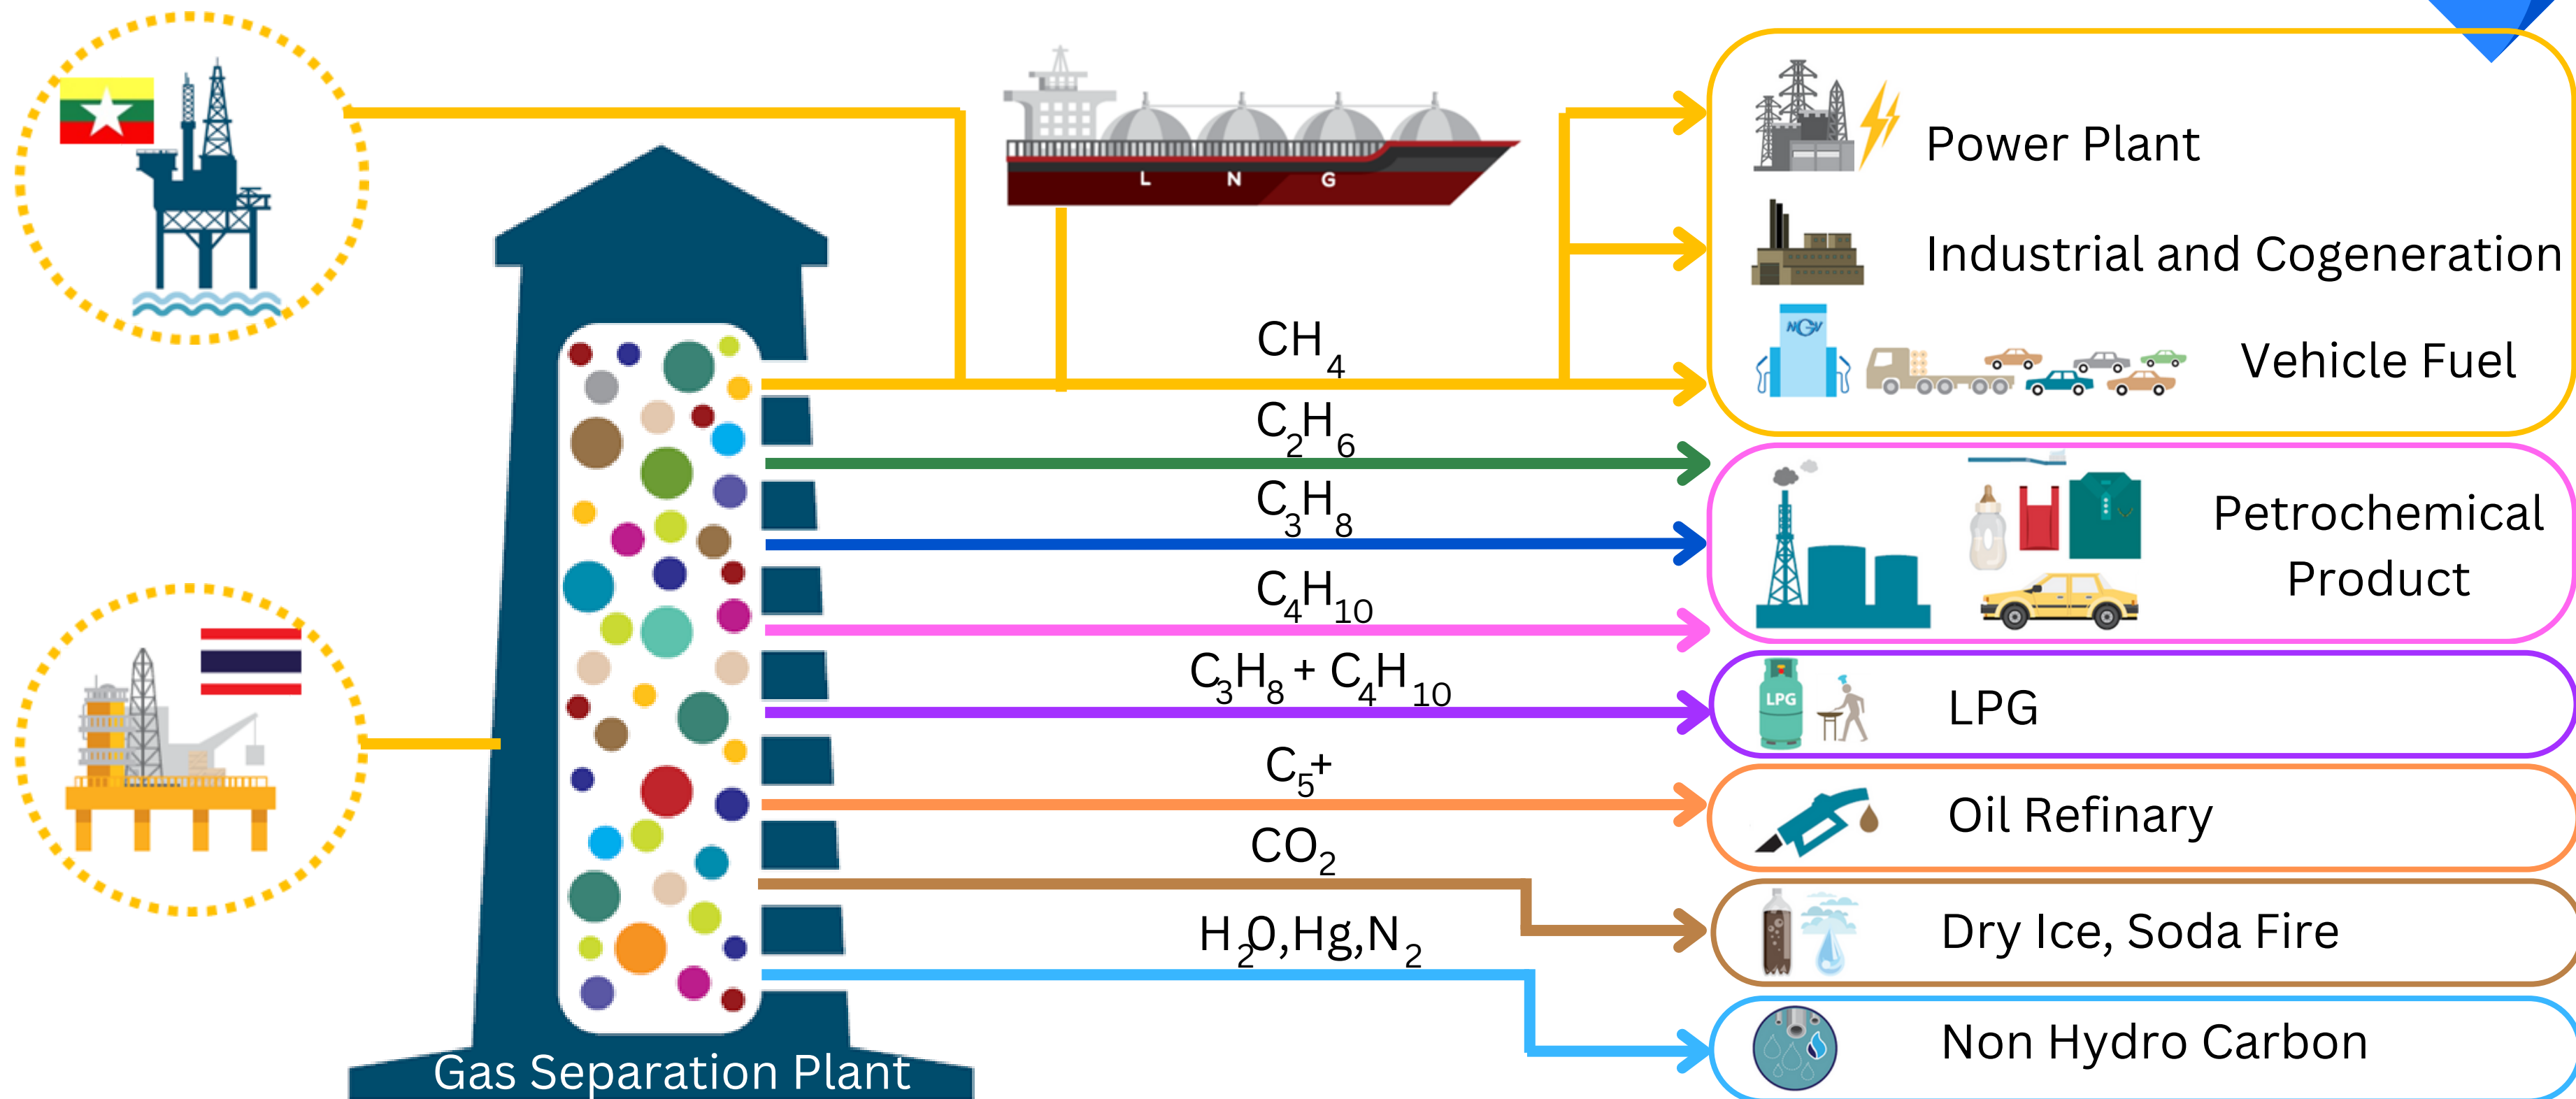 L N G
Power Plant
Industrial and Cogeneration
NGV
Vehicle Fuel
CH₄
C₂H₆
C₃H₈
C₄H₁₀
C₃H₈ + C₄H₁₀
C₅+
CO₂
H₂0,Hg,N₂
Petrochemical
Product
LPG
LPG
Oil Refinary
Dry Ice, Soda Fire
Non Hydro Carbon
Gas Separation Plant